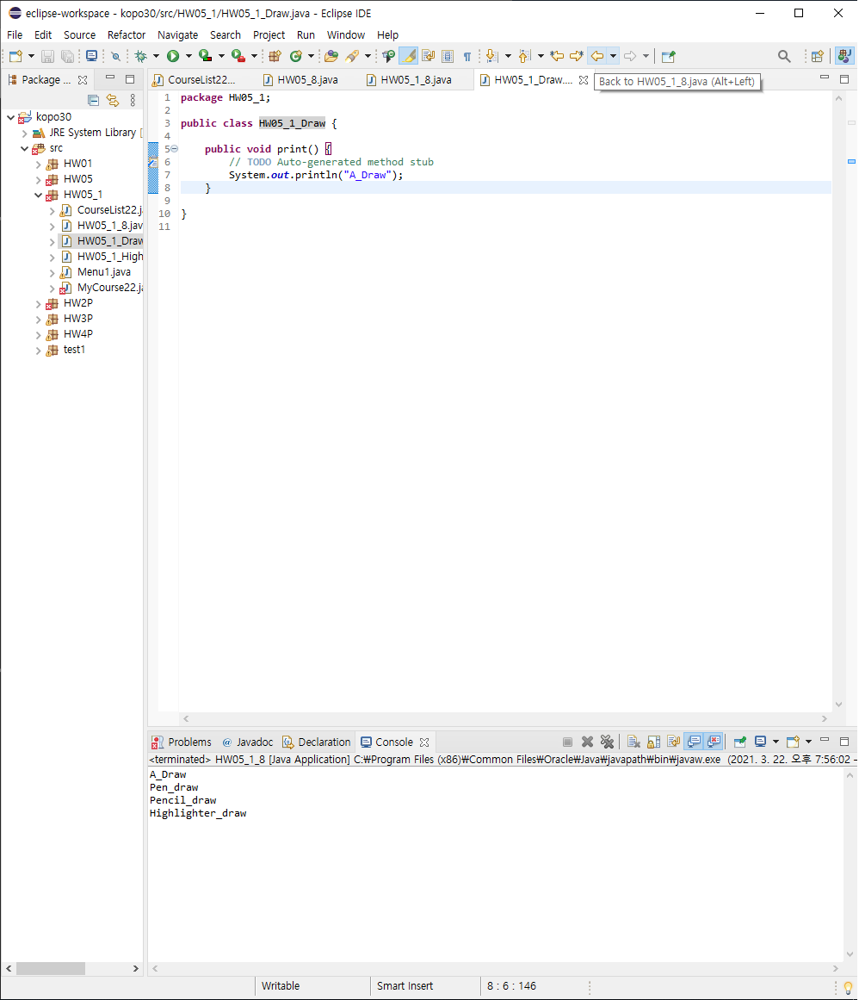 eclipse-workspace - kopo30/src/HW05_1/HW05_1_Draw.java - Eclipse IDE
File Edit Source Refactor Navigate Search Project Run Window Help
Package ...
CourseList22... HW05_8.java HW05_1_8.java HW05_1_Draw....
Back to HW05_1_8.java (Alt+Left)
kopo30
JRE System Library [
src
HW01
HW05
HW05_1
CourseList22.j
HW05_1_8.jav
HW05_1_Draw
HW05_1_High
Menu1.java
MyCourse22.ja
HW2P
HW3P
HW4P
test1
1 package HW05_1;
2
3 public class HW05_1_Draw {
4
5 public void print() {
6 // TODO Auto-generated method stub
7 System.out.println("A_Draw");
8 }
9
10 }
11
Problems @ Javadoc Declaration Console
<terminated> HW05_1_8 [Java Application] C:₩Program Files (x86)₩Common Files₩Oracle₩Java₩javapath₩bin₩javaw.exe (2021. 3. 22. 오후 7:56:02 –
A_Draw
Pen_draw
Pencil_draw
Highlighter_draw
Writable Smart Insert 8 : 6 : 146